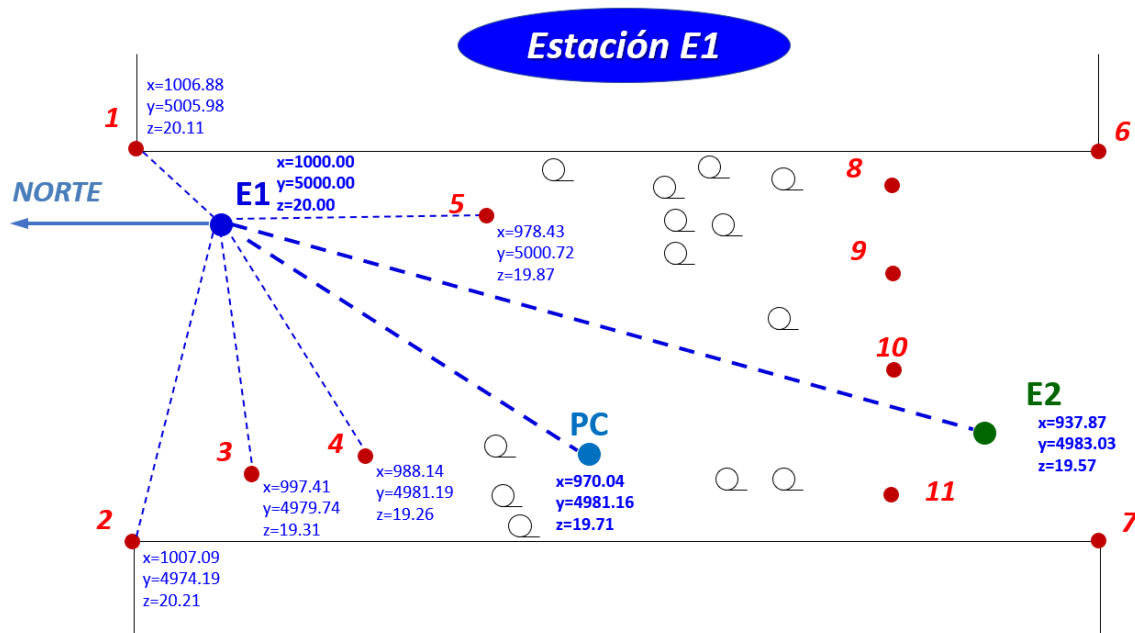 Estación E1
1
x=1006.88
y=5005.98
z=20.11
6
NORTE
E1
x=1000.00
y=5000.00
z=20.00
5
x=978.43
y=5000.72
z=19.87
8
9
10
E2
x=937.87
y=4983.03
z=19.57
PC
x=970.04
y=4981.16
z=19.71
3
x=997.41
y=4979.74
z=19.31
4
x=988.14
y=4981.19
z=19.26
11
2
x=1007.09
y=4974.19
z=20.21
7